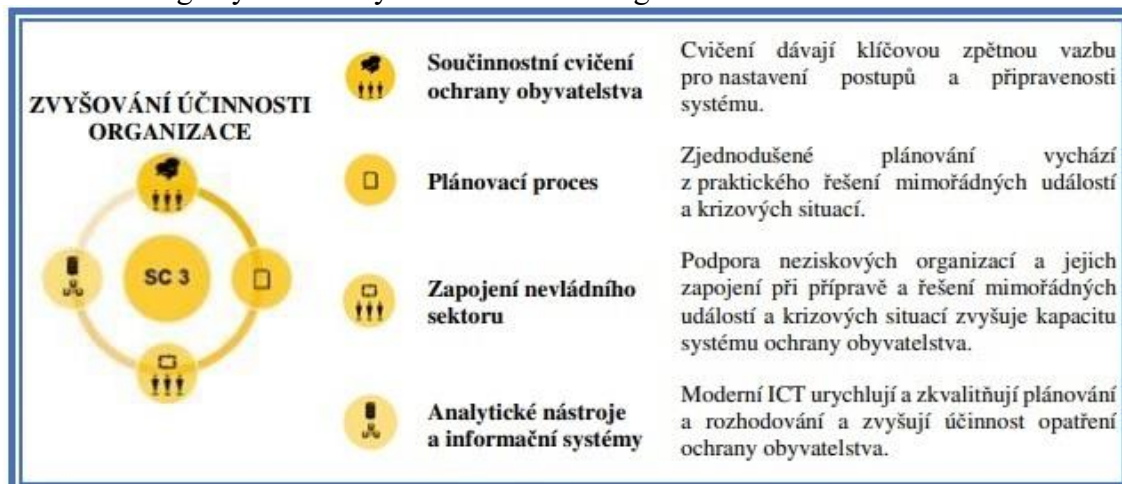 ZVYŠOVÁNÍ ÚČINNOSTI
ORGANIZACE
SC 3
Součinnostní cvičení
ochrany obyvatelstva
Cvičení dávají klíčovou zpětnou vazbu
pro nastavení postupů a připravenosti
systému.
Plánovací proces
Zjednodušené plánování vychází
z praktického řešení mimořádných událostí
a krizových situací.
Zapojení nevládního
sektoru
Podpora neziskových organizací a jejich
zapojení při přípravě a řešení mimořádných
událostí a krizových situací zvyšuje kapacitu
systému ochrany obyvatelstva.
Analytické nástroje
a informační systémy
Moderní ICT urychlují a zkvalitňují plánování
a rozhodování a zvyšují účinnost opatření
ochrany obyvatelstva.